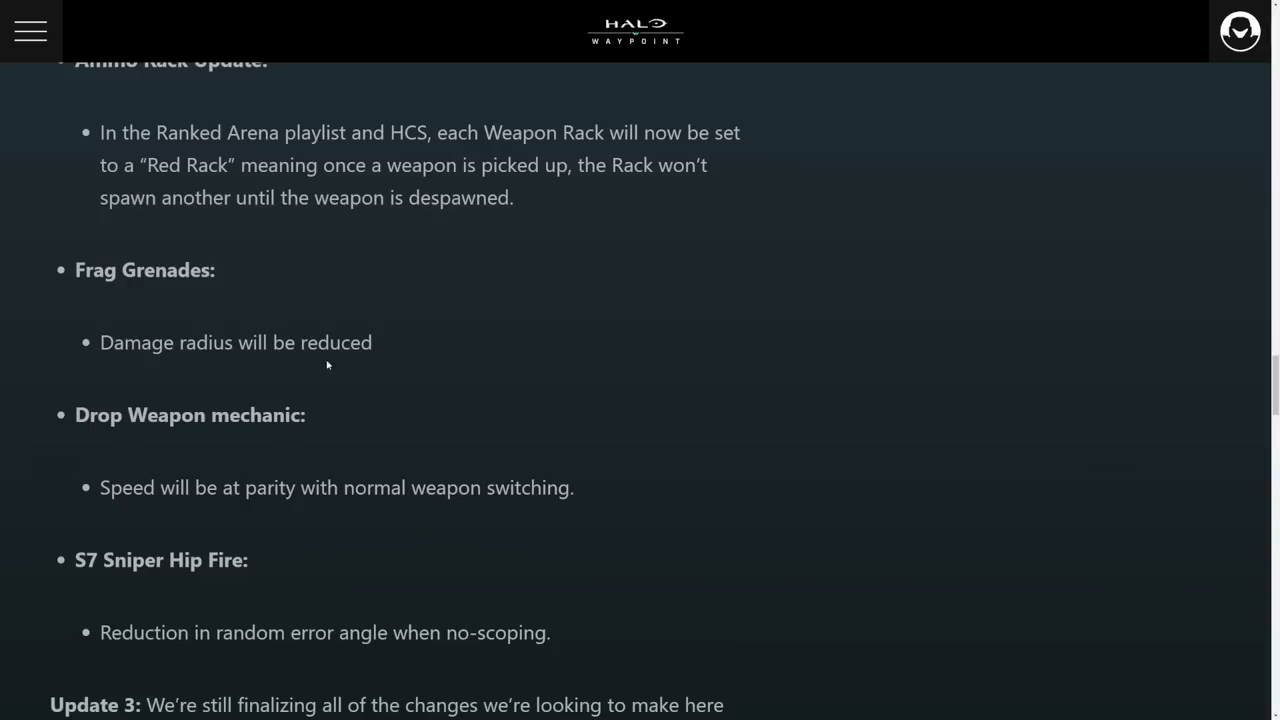 HALO
WAYPOINT
• Ammo Rack Update:
• In the Ranked Arena playlist and HCS, each Weapon Rack will now be set
to a “Red Rack” meaning once a weapon is picked up, the Rack won’t
spawn another until the weapon is despawned.
• Frag Grenades:
• Damage radius will be reduced
• Drop Weapon mechanic:
• Speed will be at parity with normal weapon switching.
• S7 Sniper Hip Fire:
• Reduction in random error angle when no-scoping.
Update 3: We’re still finalizing all of the changes we’re looking to make here